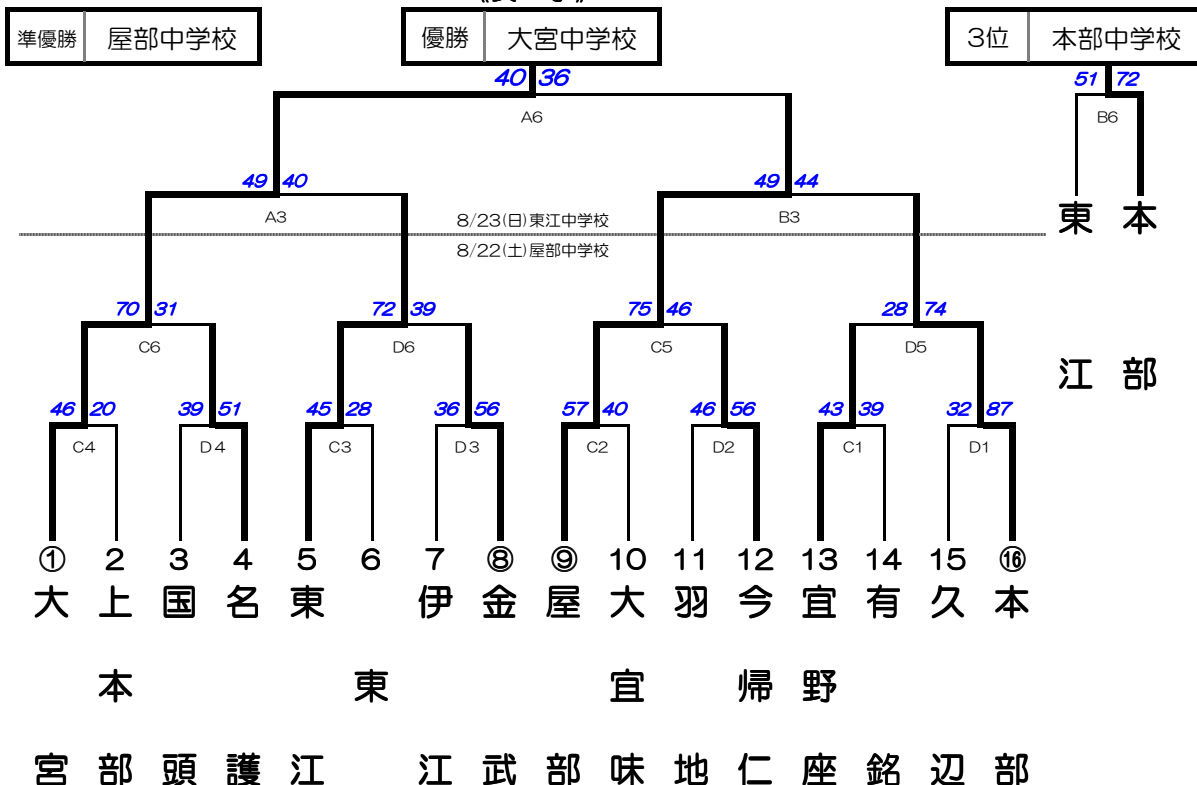 準優勝 屋部中学校 優勝 大宮中学校 3位 本部中学校
40 36 51 72
A6 B6
49 40 49 44
A3 8/23(日)東江中学校 B3 東 本
8/22(土)屋部中学校
70 31 72 39 75 46 28 74
C6 D6 C5 D5 江 部
46 20 39 51 45 28 36 56 57 40 46 56 43 39 32 87
C4 D4 C3 D3 C2 D2 C1 D1
① 2 3 4 5 6 7 ⑧ ⑨ 10 11 12 13 14 15 ⑯
大 上 国 名 東 伊 金 屋 大 羽 今 宜 有 久 本
本 東 宜 帰 野
宮 部 頭 護 江 江 武 部 味 地 仁 座 銘 辺 部